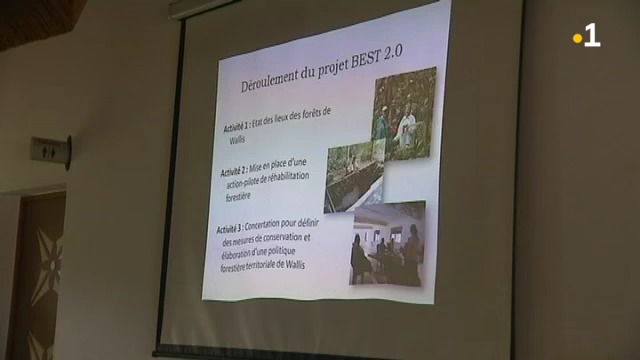 1
Déroulement du projet BEST 2.0
Activité 1 : Etat des lieux des forêts de
Wallis
Activité 2 : Mise en place d'une
action-pilote de réhabilitation
forestière
Activité 3 : Concertation pour définir
des mesures de conservation et
élaboration d'une politique
forestière territoriale de Wallis